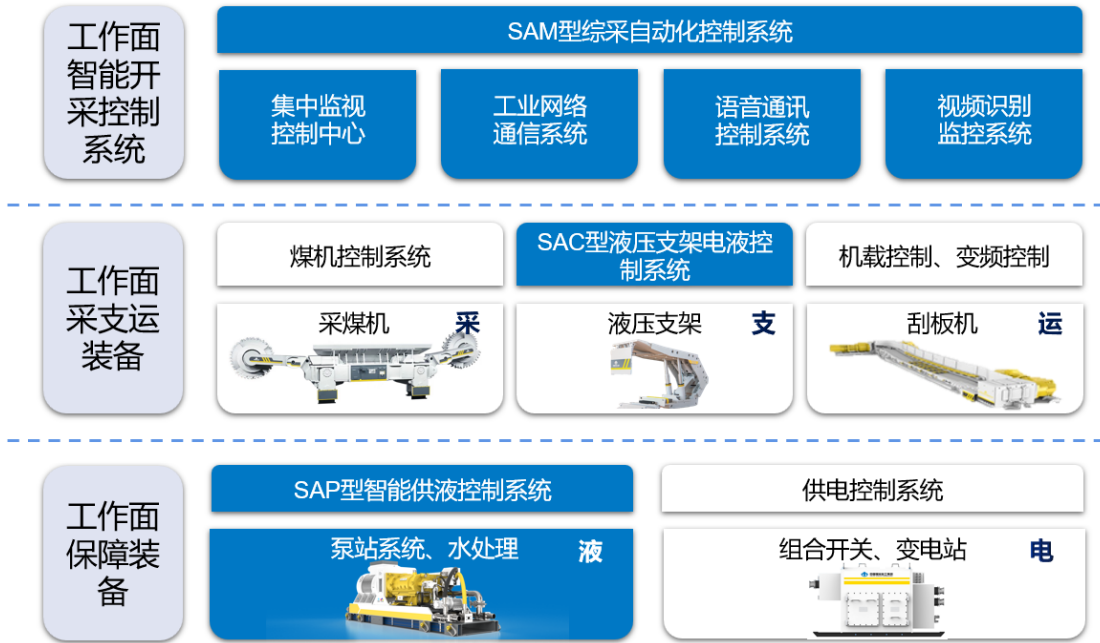 工作面
智能开
采控制
系统
SAM型综采自动化控制系统
集中监视
控制中心
工业网络
通信系统
语音通讯
控制系统
视频识别
监控系统
工作面
采支运
装备
煤机控制系统
SAC型液压支架电液控
制系统
机载控制、变频控制
采煤机
采
液压支架
支
刮板机
运
工作面
保障装
备
SAP型智能供液控制系统
供电控制系统
泵站系统、水处理
液
组合开关、变电站
电